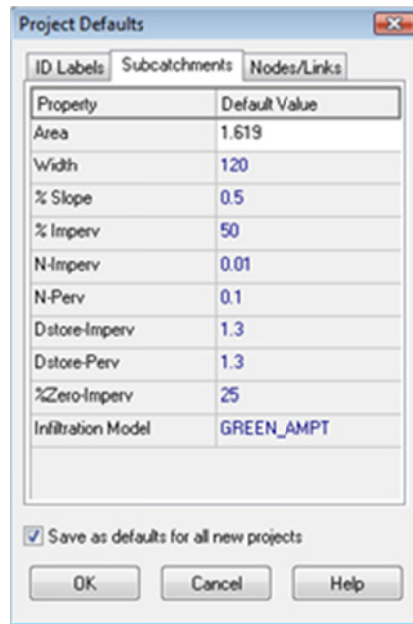 Project Defaults
ID Labels Subcatchments Nodes/Links
Property Default Value
Area 1.619
Width 120
% Slope 0.5
% Imperv 50
N-Imperv 0.01
N-Perv 0.1
Dstore-Imperv 1.3
Dstore-Perv 1.3
%Zero-Imperv 25
Infiltration Model GREEN_AMPT
Save as defaults for all new projects
OK Cancel Help